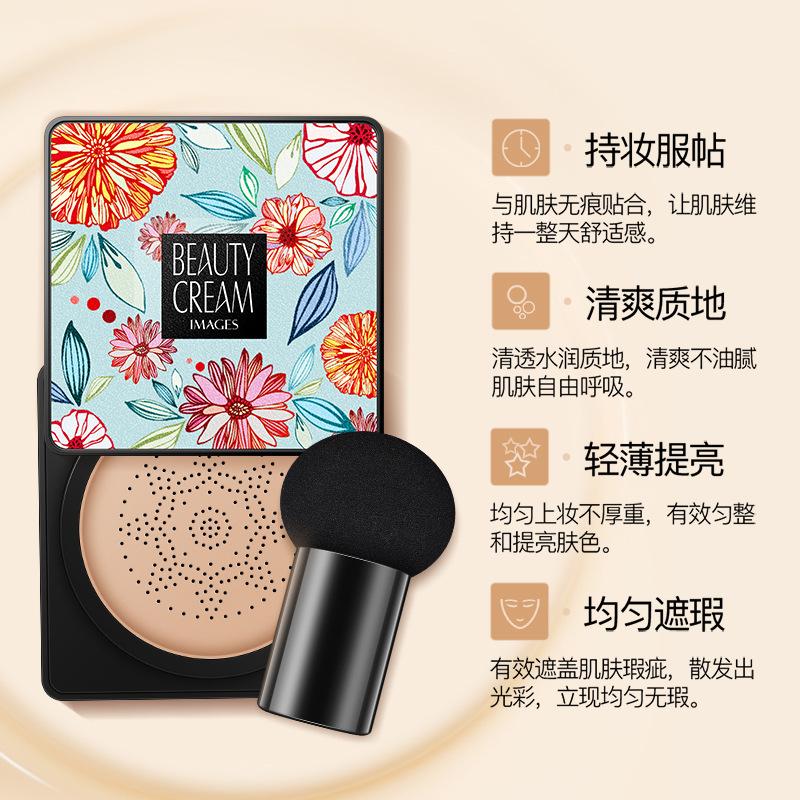 BEAUTY
CREAM
IMAGES
持妆服帖
与肌肤无痕贴合，让肌肤维
持一整天舒适感。
清爽质地
清透水润质地，清爽不油腻
肌肤自由呼吸。
轻薄提亮
均匀上妆不厚重，有效匀整
和提亮肤色。
均匀遮瑕
有效遮盖肌肤瑕疵，散发出
光彩，立现均匀无瑕。